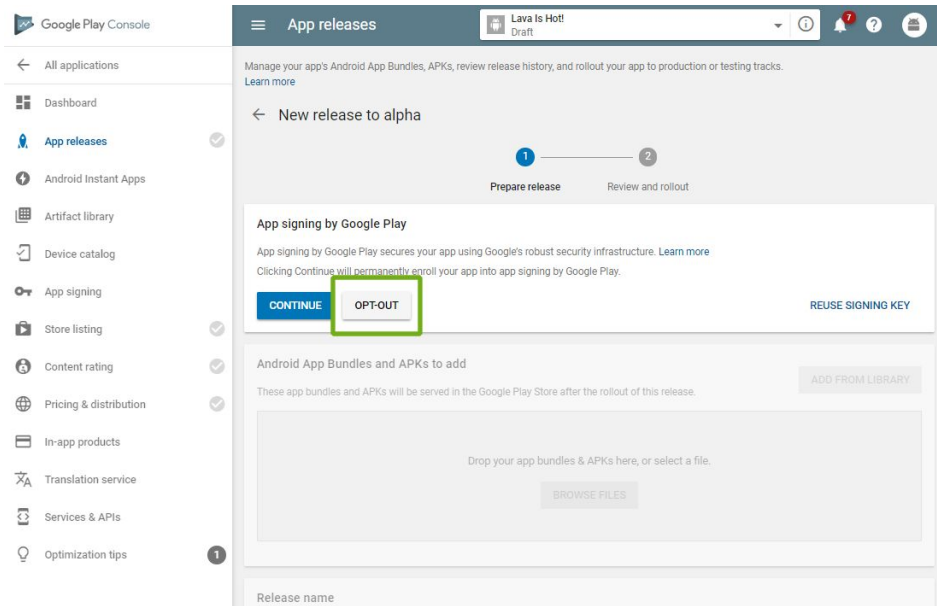 Google Play Console
All applications
Dashboard
App releases
Android Instant Apps
Artifact library
Device catalog
App signing
Store listing
Content rating
Pricing & distribution
In-app products
Translation service
Services & APIs
Optimization tips
1
App releases
Lava Is Hot!
Draft
7
Manage your app's Android App Bundles, APKs, review release history, and rollout your app to production or testing tracks.
Learn more
New release to alpha
1
2
Prepare release
Review and rollout
App signing by Google Play
App signing by Google Play secures your app using Google's robust security infrastructure. Learn more
Clicking Continue will permanently enroll your app into app signing by Google Play.
CONTINUE
OPT-OUT
REUSE SIGNING KEY
Android App Bundles and APKs to add
These app bundles and APKs will be served in the Google Play Store after the rollout of this release.
ADD FROM LIBRARY
Drop your app bundles & APKs here, or select a file.
BROWSE FILES
Release name